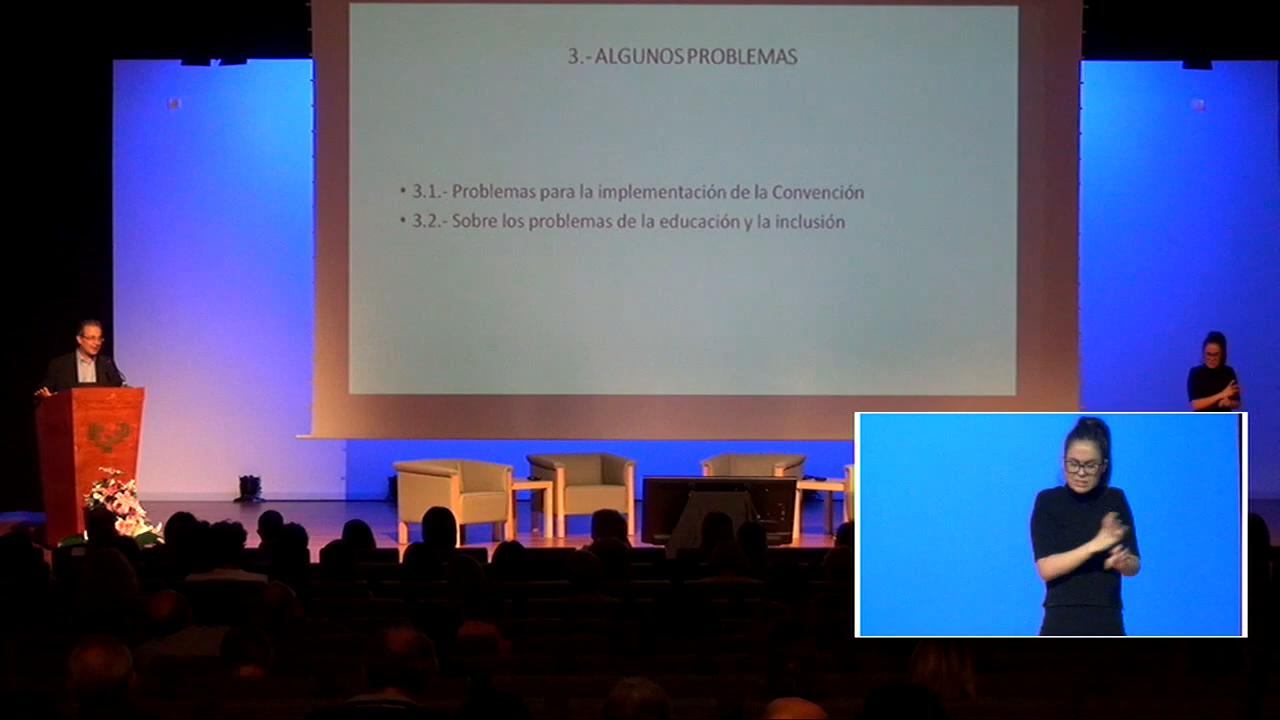 3.- ALGUNOS PROBLEMAS
• 3.1.- Problemas para la implementación de la Convención
• 3.2.- Sobre los problemas de la educación y la inclusión